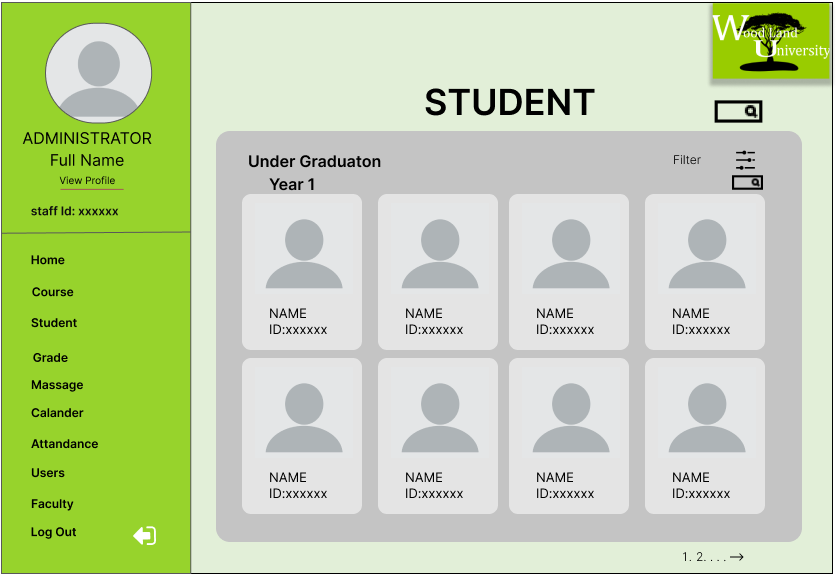 ADMINISTRATOR
Full Name
View Profile
staff Id: xxxxxx
Home
Course
Student
Grade
Massage
Calander
Attandance
Users
Faculty
Log Out
Wood Land
University
STUDENT
Under Graduaton
Filter
Year 1
NAME
ID:xxxxxx
NAME
ID:xxxxxx
NAME
ID:xxxxxx
NAME
ID:xxxxxx
NAME
ID:xxxxxx
NAME
ID:xxxxxx
NAME
ID:xxxxxx
NAME
ID:xxxxxx
1. 2. . . .